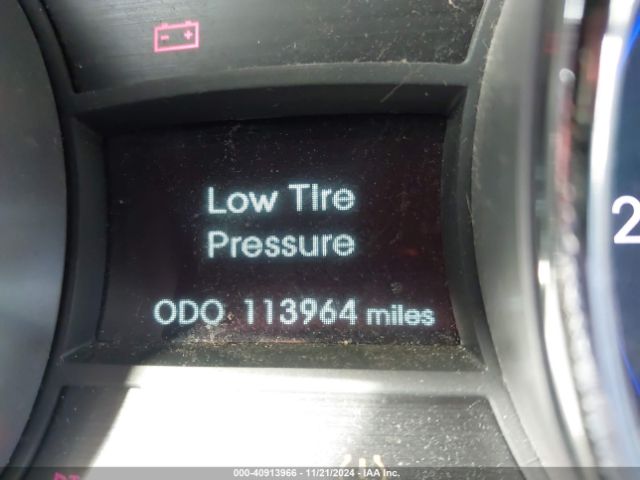 Low Tire
Pressure
ODO 113964 miles
2
000-40913966 - 11/21/2024 - IAA Inc.